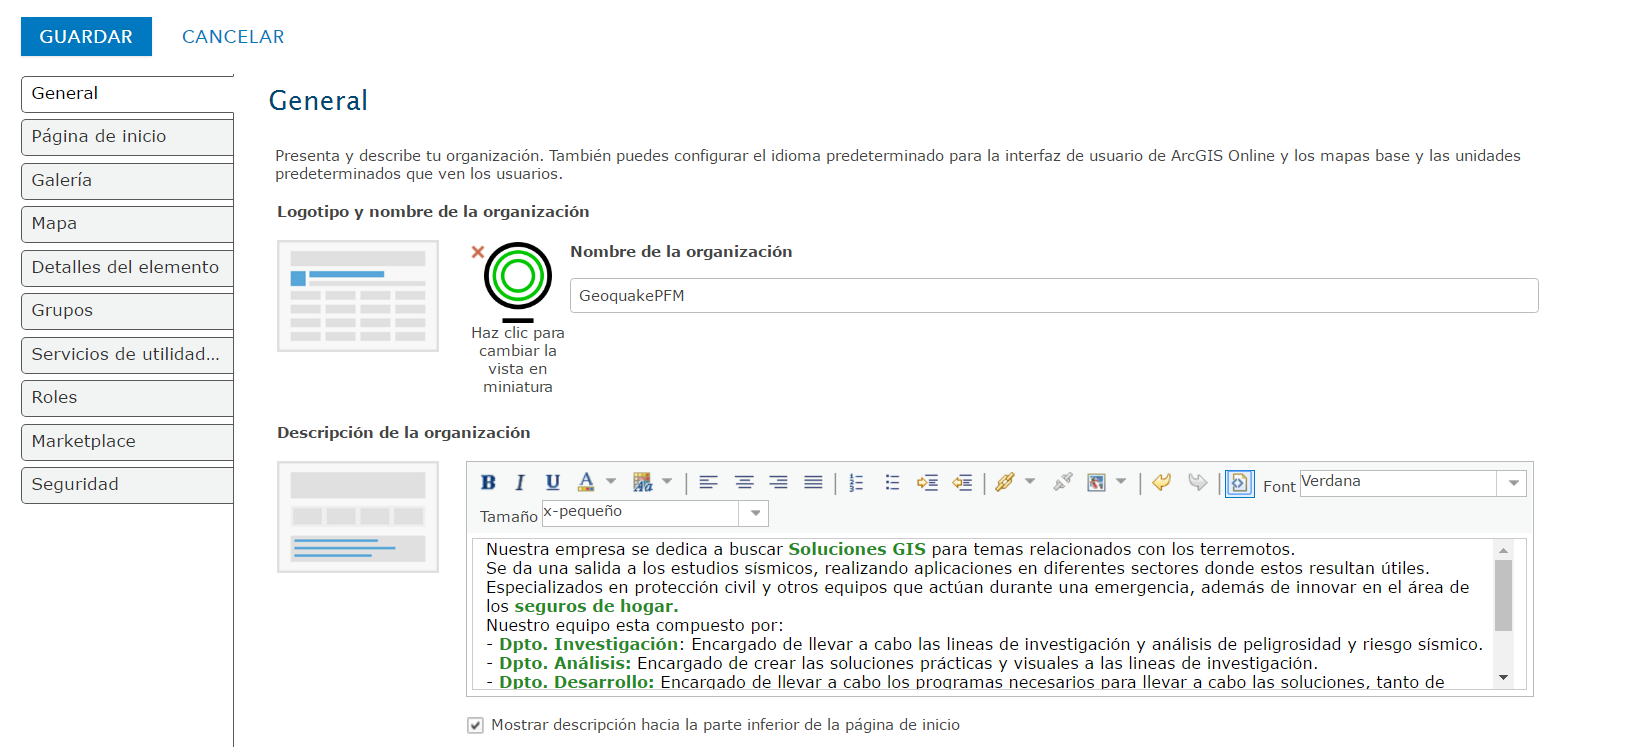 GUARDAR CANCELAR
General
Página de inicio
Galería
Mapa
Detalles del elemento
Grupos
Servicios de utilidad...
Roles
Marketplace
Seguridad
General
Presenta y describe tu organización. También puedes configurar el idioma predeterminado para la interfaz de usuario de ArcGIS Online y los mapas base y las unidades
predeterminados que ven los usuarios.
Logotipo y nombre de la organización
Haz clic para
cambiar la
vista en
miniatura
Nombre de la organización
GeoquakePFM
Descripción de la organización
B I U A Aa Font Verdana
Tamaño x-pequeño
Nuestra empresa se dedica a buscar Soluciones GIS para temas relacionados con los terremotos.
Se da una salida a los estudios sísmicos, realizando aplicaciones en diferentes sectores donde estos resultan útiles.
Especializados en protección civil y otros equipos que actúan durante una emergencia, además de innovar en el área de
los seguros de hogar.
Nuestro equipo esta compuesto por:
- Dpto. Investigación: Encargado de llevar a cabo las lineas de investigación y análisis de peligrosidad y riesgo sísmico.
- Dpto. Análisis: Encargado de crear las soluciones prácticas y visuales a las lineas de investigación.
- Dpto. Desarrollo: Encargado de llevar a cabo los programas necesarios para llevar a cabo las soluciones, tanto de
Mostrar descripción hacia la parte inferior de la página de inicio